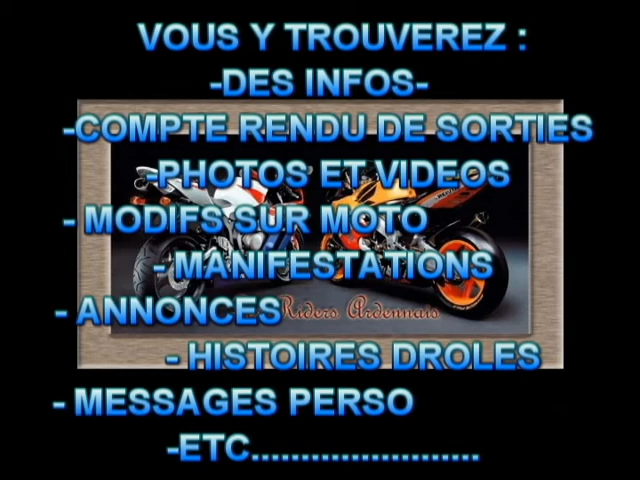 VOUS Y TROUVEREZ :
-DES INFOS-
-COMPTE RENDU DE SORTIES
-PHOTOS ET VIDEOS
- MODIFS SUR MOTO
- MANIFESTATIONS
- ANNONCES
Riders Ardennais
- HISTOIRES DROLES
- MESSAGES PERSO
-ETC.......................